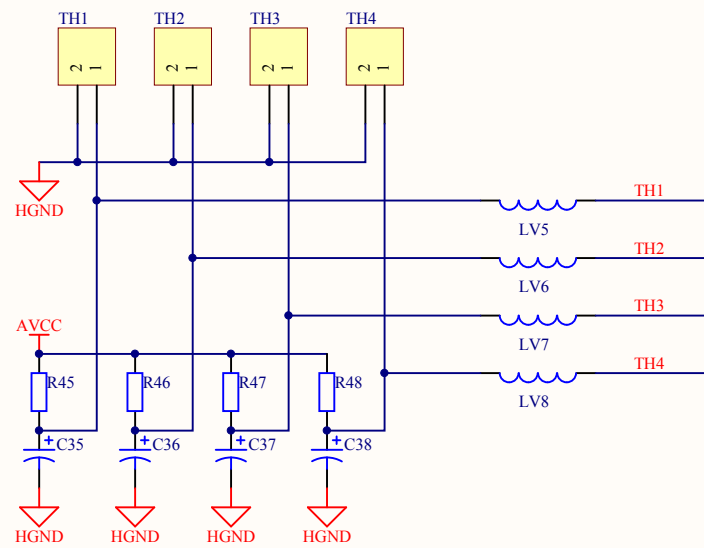 TH1 TH2 TH3 TH4
2 1 2 1 2 1 2 1
HGND
TH1
LV5
TH2
LV6
TH3
LV7
TH4
LV8
AVCC
R45 R46 R47 R48
+ C35 + C36 + C37 + C38
HGND HGND HGND HGND